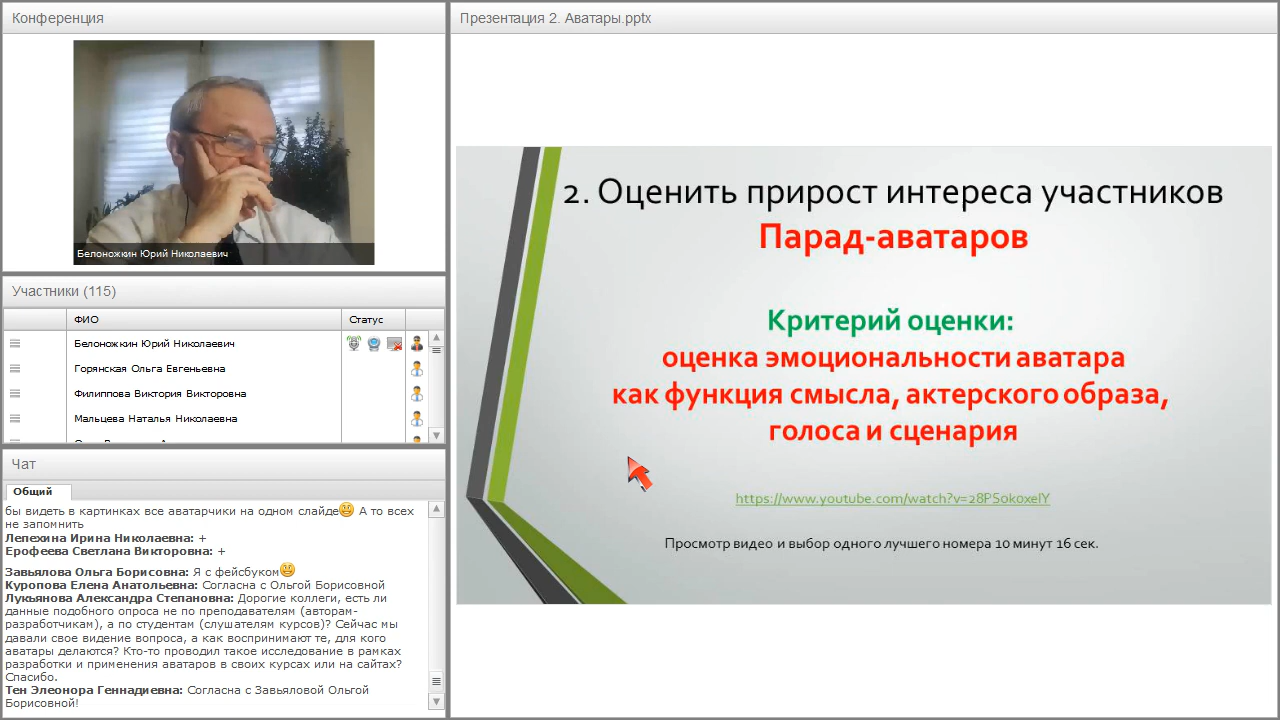 Конференция
Белоножкин Юрий Николаевич
Участники (115)
ФИО
Статус
Белоножкин Юрий Николаевич
Горянская Ольга Евгеньевна
Филиппова Виктория Викторовна
Мальцева Наталья Николаевна
Чат
Общий
бы видеть в картинках все аватарчики на одном слайде А то всех
не запомнить
Лепехина Ирина Николаевна: +
Ерофеева Светлана Викторовна: +
Завьялова Ольга Борисовна: Я с фейсбуком
Куропова Елена Анатольевна: Согласна с Ольгой Борисовной
Лукьянова Александра Степановна: Дорогие коллеги, есть ли
данные подобного опроса не по преподавателям (авторам-
разработчикам), а по студентам (слушателям курсов)? Сейчас мы
давали свое видение вопроса, а как воспринимают те, для кого
аватары делаются? Кто-то проводил такое исследование в рамках
разработки и применения аватаров в своих курсах или на сайтах?
Спасибо.
Тен Элеонора Геннадиевна: Согласна с Завьяловой Ольгой
Борисовной!
Презентация 2. Аватары.pptx
2. Оценить прирост интереса участников
Парад-аватаров
Критерий оценки:
оценка эмоциональности аватара
как функция смысла, актерского образа,
голоса и сценария
https://www.youtube.com/watch?v=28PSokoxelY
Просмотр видео и выбор одного лучшего номера 10 минут 16 сек.